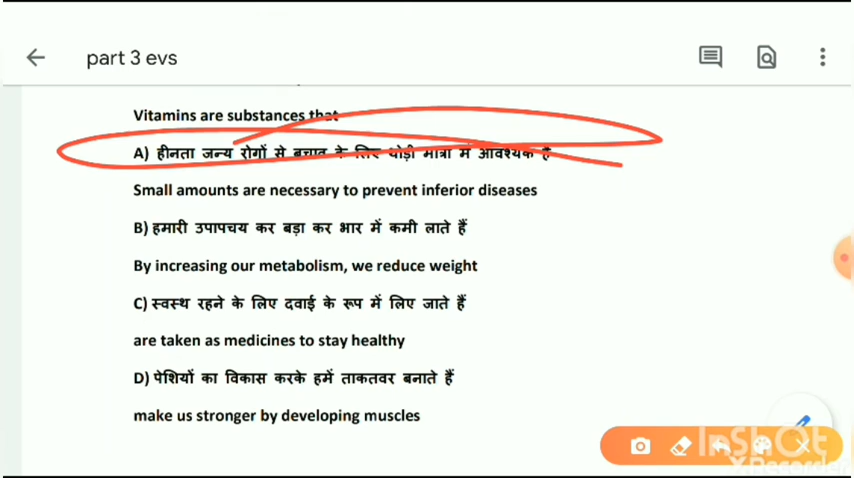 part 3 evs
Vitamins are substances that
A) हीनता जन्य रोगों से बचाव के लिए थोड़ी मात्रा में आवश्यक हैं
Small amounts are necessary to prevent inferior diseases
B) हमारी उपापचय कर बड़ा कर भार में कमी लाते हैं
By increasing our metabolism, we reduce weight
C) स्वस्थ रहने के लिए दवाई के रूप में लिए जाते हैं
are taken as medicines to stay healthy
D) पेशियों का विकास करके हमें ताकतवर बनाते हैं
make us stronger by developing muscles
InShOt
XRecorder